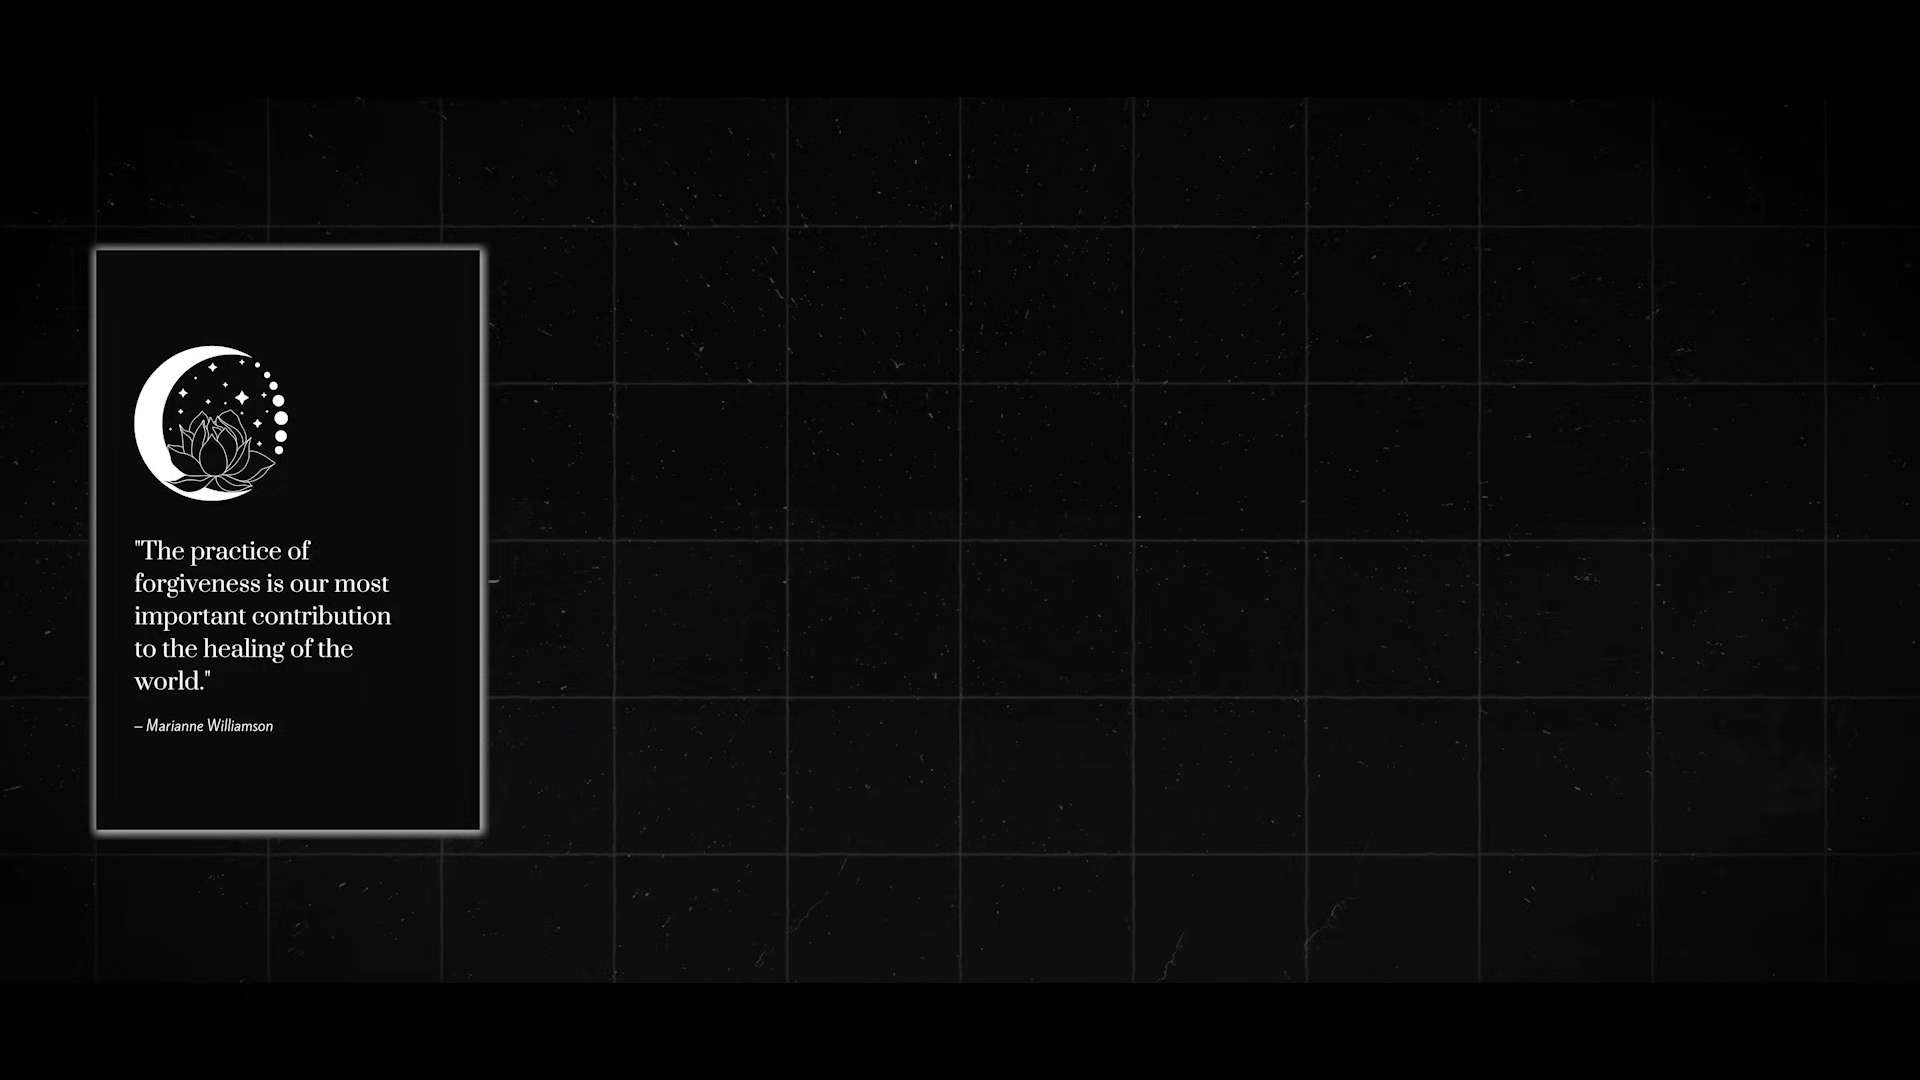 "The practice of
forgiveness is our most
important contribution
to the healing of the
world."
– Marianne Williamson